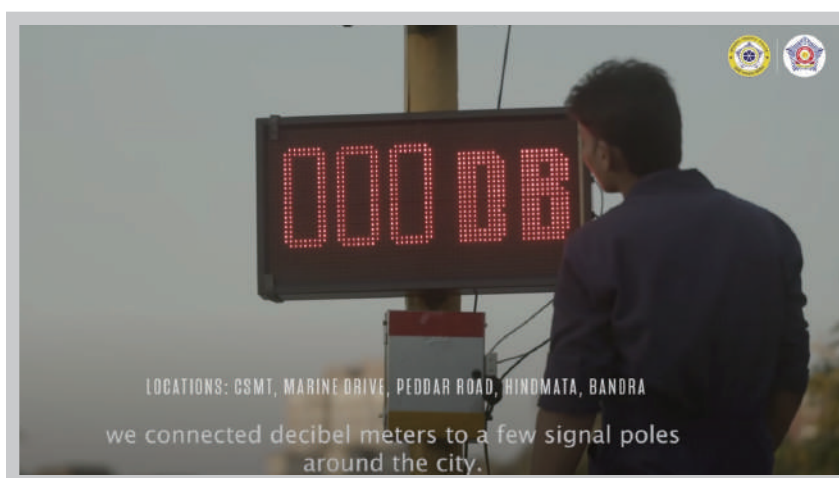 000 DB
LOCATIONS: CSMT, MARINE DRIVE, PEDDAR ROAD, HINDMATA, BANDRA
we connected decibel meters to a few signal poles
around the city.